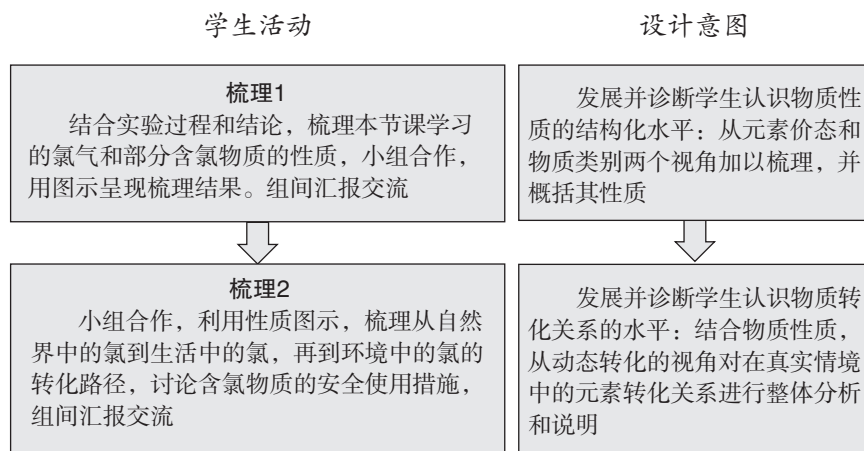 学生活动
设计意图
梳理1
结合实验过程和结论，梳理本节课学习
的氯气和部分含氯物质的性质，小组合作，
用图示呈现梳理结果。组间汇报交流
发展并诊断学生认识物质性
质的结构化水平：从元素价态和
物质类别两个视角加以梳理，并
概括其性质
梳理2
小组合作，利用性质图示，梳理从自然
界中的氯到生活中的氯，再到环境中的氯的
转化路径，讨论含氯物质的安全使用措施，
组间汇报交流
发展并诊断学生认识物质转
化关系的水平：结合物质性质，
从动态转化的视角对在真实情境
中的元素转化关系进行整体分析
和说明